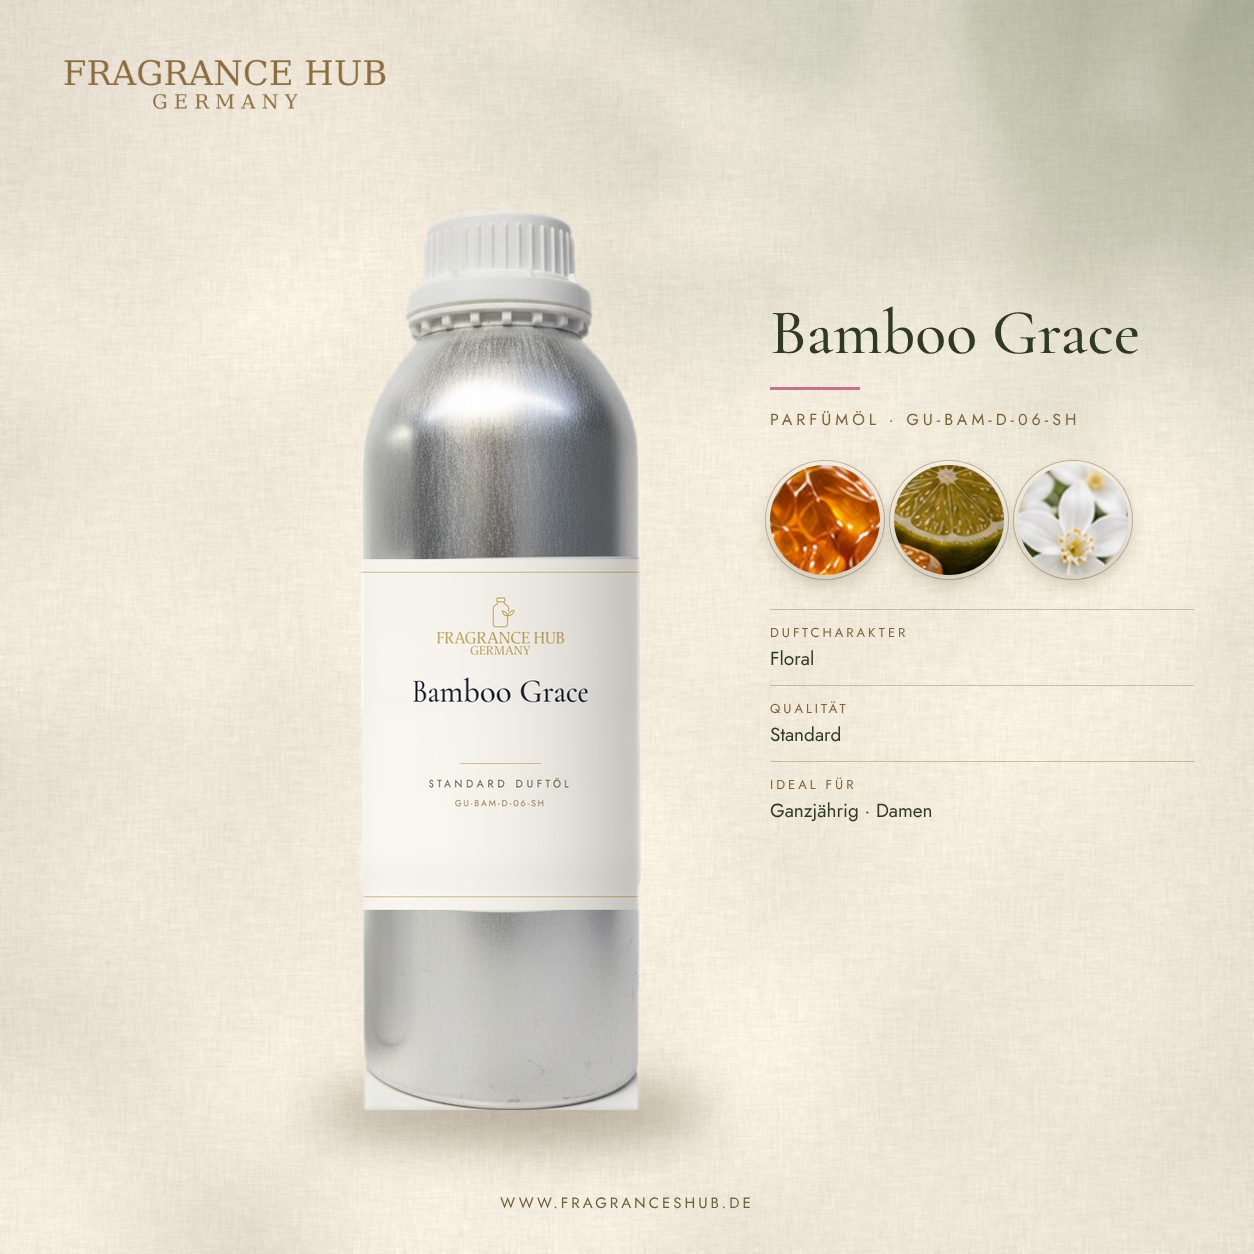 FRAGRANCE HUB
GERMANY
Bamboo Grace
PARFÜMÖL · GU-BAM-D-06-SH
DUFTCHARAKTER
Floral
QUALITÄT
Standard
IDEAL FÜR
Ganzjährig · Damen
FRAGRANCE HUB
GERMANY
Bamboo Grace
STANDARD DUFTÖL
GU-BAM-D-06-SH
WWW.FRAGRANCESHUB.DE